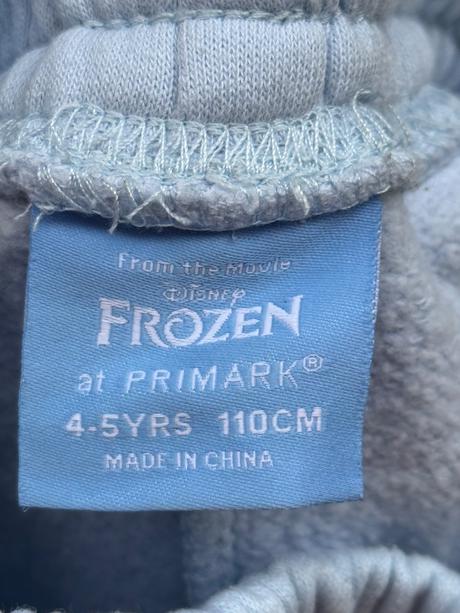 From the Movie
Disney
FROZEN
at PRIMARK®
4-5YRS 110CM
MADE IN CHINA